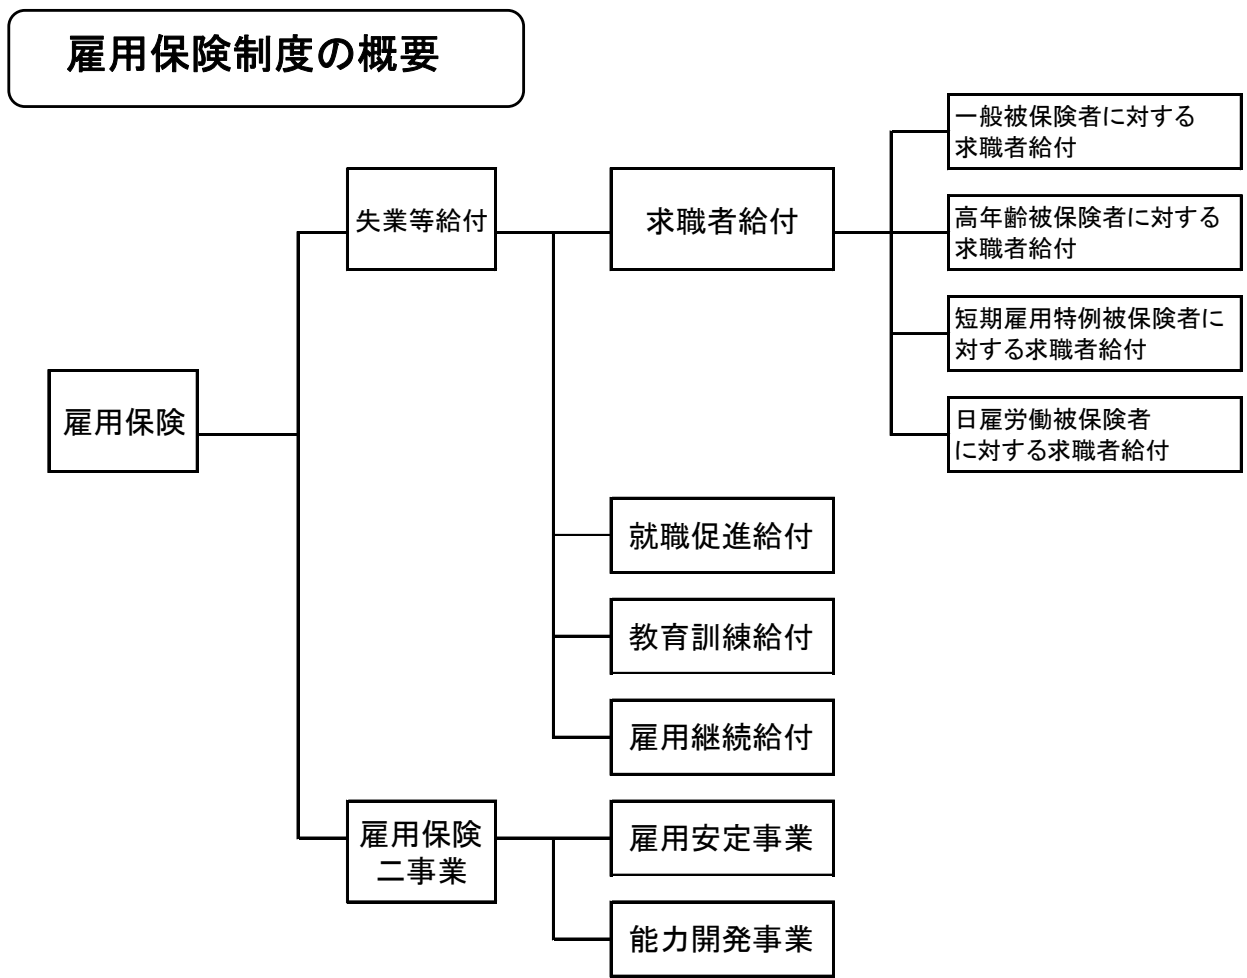 雇用保険制度の概要
一般被保険者に対する
求職者給付
失業等給付
求職者給付
高年齢被保険者に対する
求職者給付
短期雇用特例被保険者に
対する求職者給付
雇用保険
日雇労働被保険者
に対する求職者給付
就職促進給付
教育訓練給付
雇用継続給付
雇用保険
二事業
雇用安定事業
能力開発事業